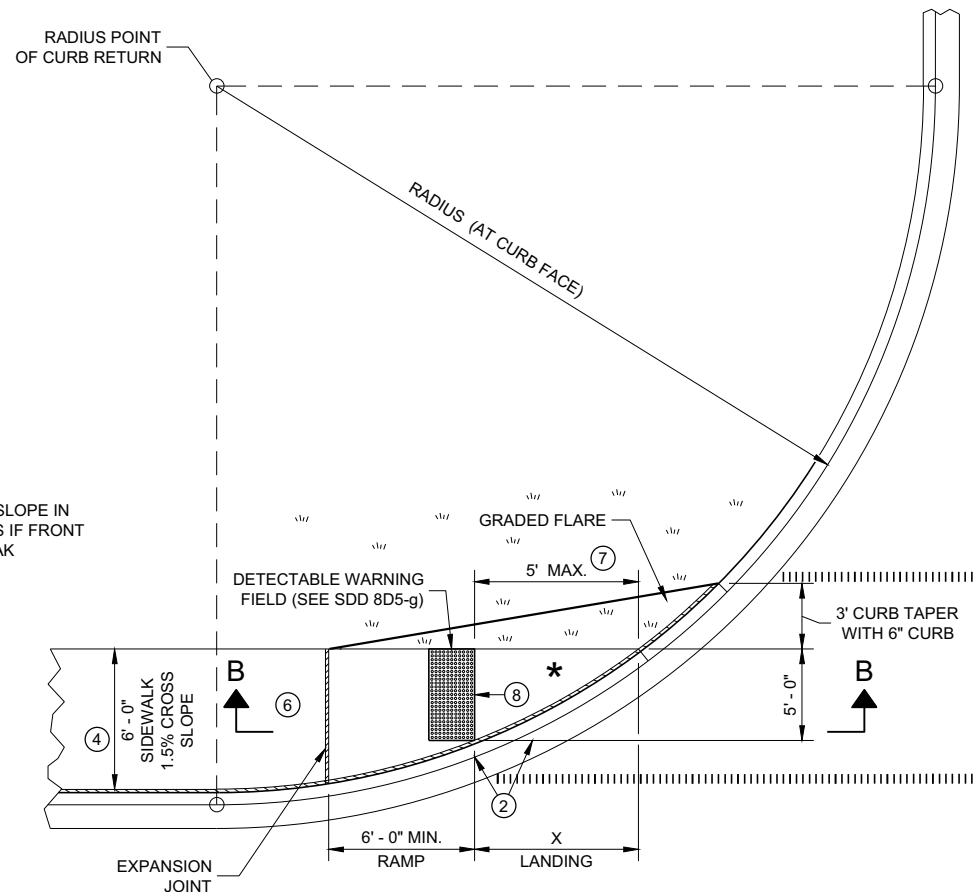 RADIUS POINT
OF CURB RETURN
RADIUS (AT CURB FACE)
SLOPE IN
S IF FRONT
AK
GRADED FLARE
7
5' MAX.
DETECTABLE WARNING
FIELD (SEE SDD 8D5-g)
3' CURB TAPER
WITH 6" CURB
B
B
*
8
6
4
6' - 0"
SIDEWALK
1.5% CROSS
SLOPE
5' - 0"
2
6' - 0" MIN.
RAMP
X
LANDING
EXPANSION
JOINT